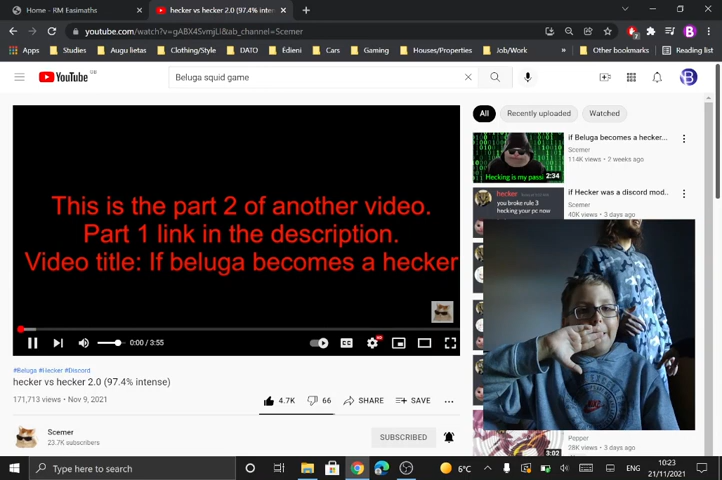 Home - RM Easimaths
hecker vs hecker 2.0 (97.4% inten
youtube.com/watch?v=gABX4SvmjLI&ab_channel=Scemer
Apps
Studies
Augu lietas
Clothing/Style
DATO
Edieni
Cars
Gaming
Houses/Properties
Job/Work
»
Other bookmarks
Reading list
YouTube
Beluga squid game
B
All
Recently uploaded
Watched
This is the part 2 of another video.
Part 1 link in the description.
Video title: If beluga becomes a hecker
0:00 / 3:55
#Beluga #Hecker #Discord
hecker vs hecker 2.0 (97.4% intense)
171,713 views • Nov 9, 2021
4.7K
66
SHARE
SAVE
Scemer
23.7K subscribers
SUBSCRIBED
Hecking is my passi
2:34
if Beluga becomes a hecker...
Scemer
114K views • 2 weeks ago
hecker
you broke rule 3
hecking your pc now
if Hecker was a discord mod..
Scemer
40K views • 3 days ago
3:02
Pepper
28K views • 3 days ago
Type here to search
6°C
ENG
10:23
21/11/2021